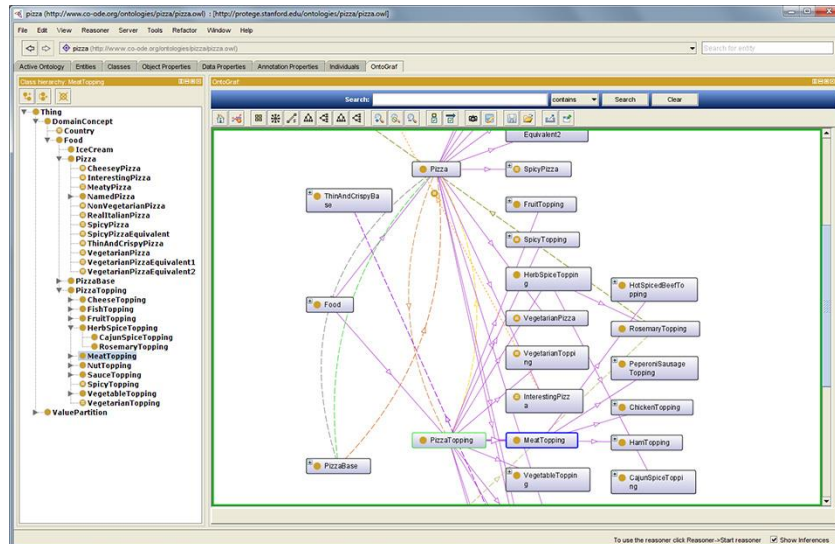 pizza (http://www.co-ode.org/ontologies/pizza/pizza.owl) : [http://protege.stanford.edu/ontologies/pizza/pizza.owl]
File Edit View Reasoner Server Tools Refactor Window Help
pizza (http://www.co-ode.org/ontologies/pizza/pizza.owl)
Search for entity
Active Ontology Entities Classes Object Properties Data Properties Annotation Properties Individuals OntoGraf
Class hierarchy: MeatTopping
Thing
DomainConcept
Country
Food
IceCream
Pizza
CheeseyPizza
InterestingPizza
MeatyPizza
NamedPizza
NonVegetarianPizza
RealItalianPizza
SpicyPizza
SpicyPizzaEquivalent
ThinAndCrispyPizza
VegetarianPizza
VegetarianPizzaEquivalent1
VegetarianPizzaEquivalent2
PizzaBase
PizzaTopping
CheeseTopping
FishTopping
FruitTopping
HerbSpiceTopping
CajunSpiceTopping
RosemaryTopping
MeatTopping
NutTopping
SauceTopping
SpicyTopping
VegetableTopping
VegetarianTopping
ValuePartition
OntoGraf
Search: contains Search Clear
Equivalent2
Pizza
SpicyPizza
ThinAndCrispyBa
se
FruitTopping
SpicyTopping
HerbSpiceToppin
g
HotSpicedBeefTo
pping
Food
VegetarianPizza
RosemaryTopping
VegetarianToppi
ng
PeperoniSausage
Topping
InterestingPizz
a
ChickenTopping
PizzaTopping
MeatTopping
HamTopping
PizzaBase
VegetableToppin
g
CajunSpiceToppi
ng
To use the reasoner click Reasoner->Start reasoner Show Inferences